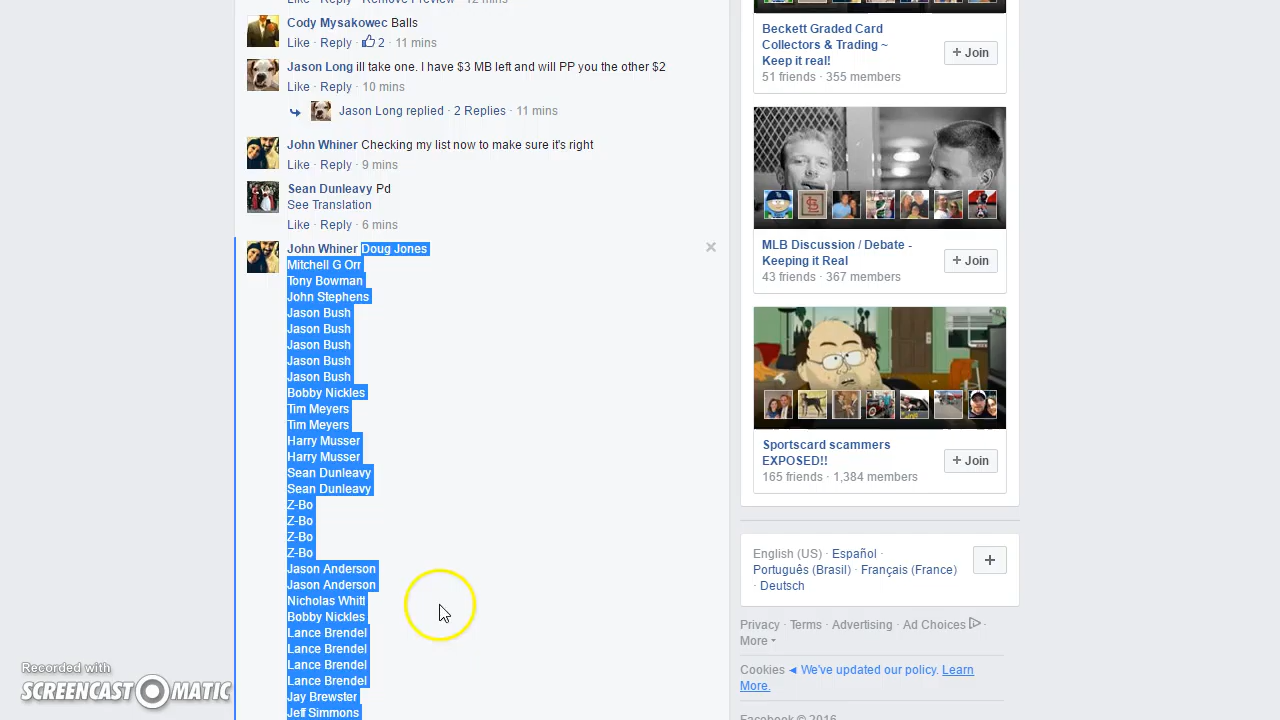 Like · Reply · Remove Preview · 12 mins
Cody Mysakowec Balls
Like · Reply · 2 · 11 mins
Jason Long ill take one. I have $3 MB left and will PP you the other $2
Like · Reply · 10 mins
Jason Long replied · 2 Replies · 11 mins
John Whiner Checking my list now to make sure it's right
Like · Reply · 9 mins
Sean Dunleavy Pd
See Translation
Like · Reply · 6 mins
John Whiner Doug Jones
Mitchell G Orr
Tony Bowman
John Stephens
Jason Bush
Jason Bush
Jason Bush
Jason Bush
Jason Bush
Bobby Nickles
Tim Meyers
Tim Meyers
Harry Musser
Harry Musser
Sean Dunleavy
Sean Dunleavy
Z-Bo
Z-Bo
Z-Bo
Z-Bo
Jason Anderson
Jason Anderson
Nicholas Whitt
Bobby Nickles
Lance Brendel
Lance Brendel
Lance Brendel
Lance Brendel
Jay Brewster
Jeff Simmons
Beckett Graded Card
Collectors & Trading ~
Keep it real!
51 friends · 355 members
+ Join
MLB Discussion / Debate -
Keeping it Real
43 friends · 367 members
+ Join
Sportscard scammers
EXPOSED!!
165 friends · 1,384 members
+ Join
English (US) · Español ·
Português (Brasil) · Français (France)
· Deutsch
Privacy · Terms · Advertising · Ad Choices ·
More
Cookies ◄ We've updated our policy. Learn
More.
Facebook © 2016
Recorded with
SCREENCAST-O-MATIC